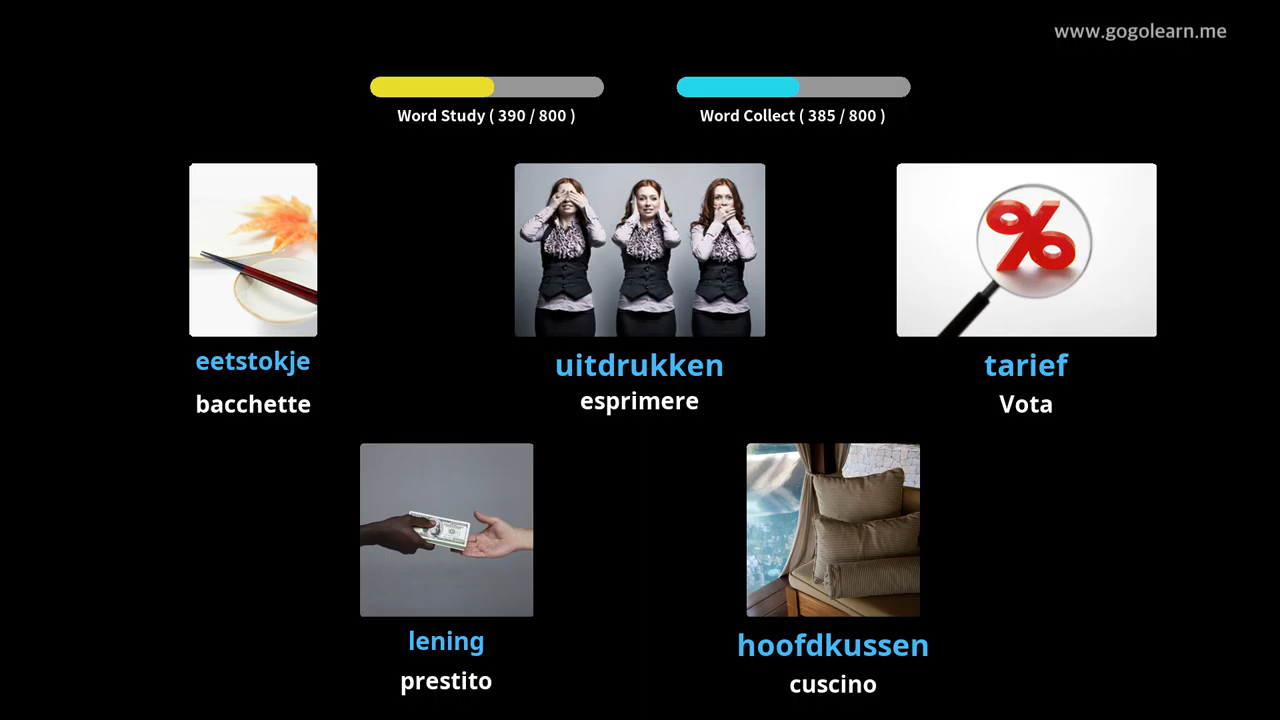 www.gogolearn.me
Word Study ( 390 / 800 )
Word Collect ( 385 / 800 )
eetstokje
bacchette
uitdrukken
esprimere
tarief
Vota
%
lening
prestito
hoofdkussen
cuscino